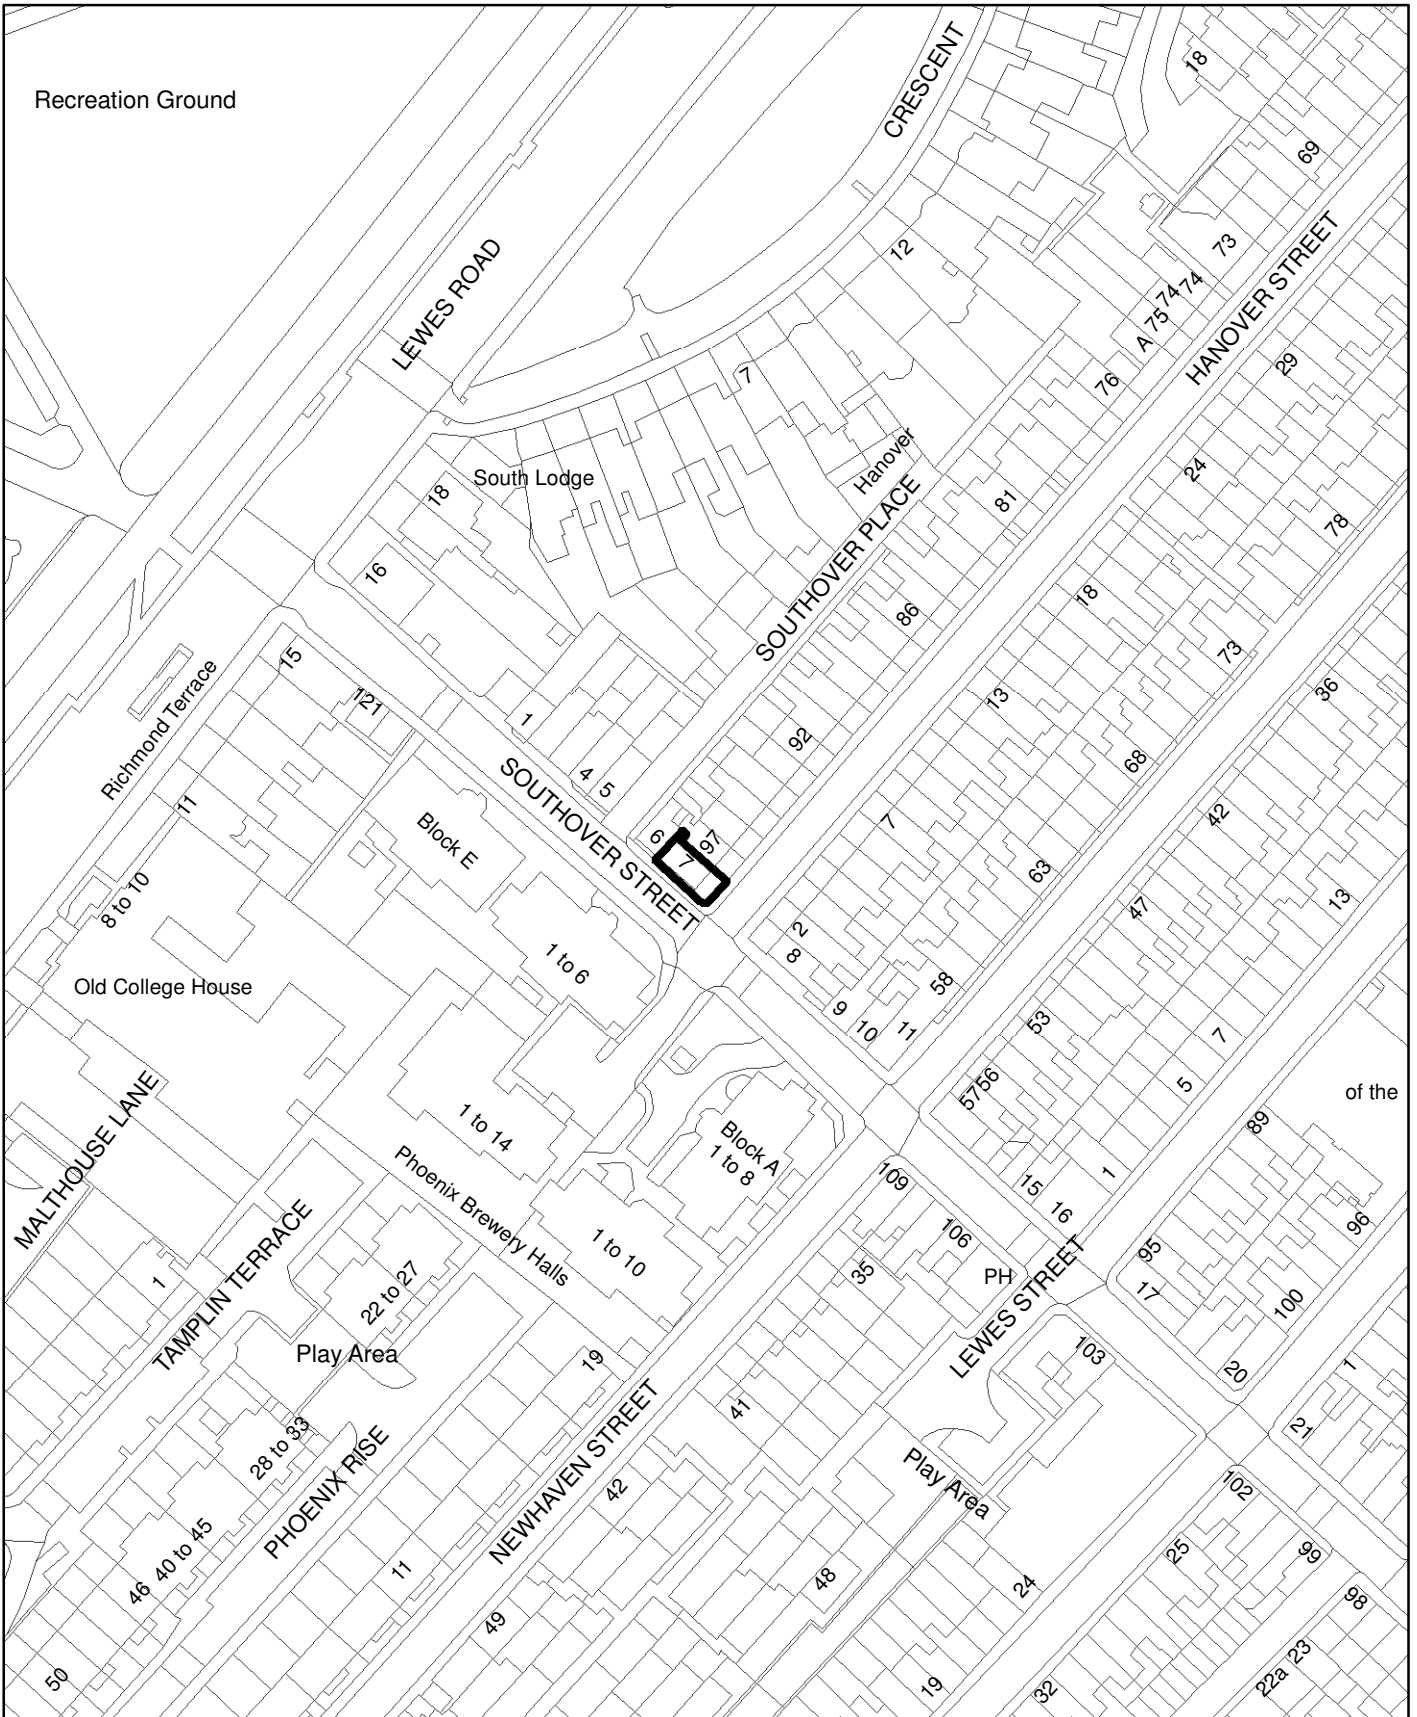 Recreation Ground
CRESCENT
18
69
LEWES ROAD
12
73
HANOVER STREET
74
74
75
A
76
29
7
South Lodge
18
Hanover
SOUTHOVER PLACE
81
24
78
16
86
18
73
15
121
Richmond Terrace
1
92
13
36
68
SOUTHOVER STREET
4
5
11
Block E
6
7
97
7
42
63
8 to 10
2
8
47
13
1 to 6
Old College House
58
9
10
11
53
7
5756
5
of the
MALTHOUSE LANE
1 to 14
Block A
1 to 8
89
Phoenix Brewery Halls
109
15
16
1
106
96
TAMPLIN TERRACE
1
1 to 10
35
PH
LEWES STREET
95
17
100
22 to 27
Play Area
19
103
20
1
41
21
28 to 33
PHOENIX RISE
NEWHAVEN STREET
42
Play Area
102
40 to 45
46
11
48
25
99
24
98
49
50
19
32
22a
23